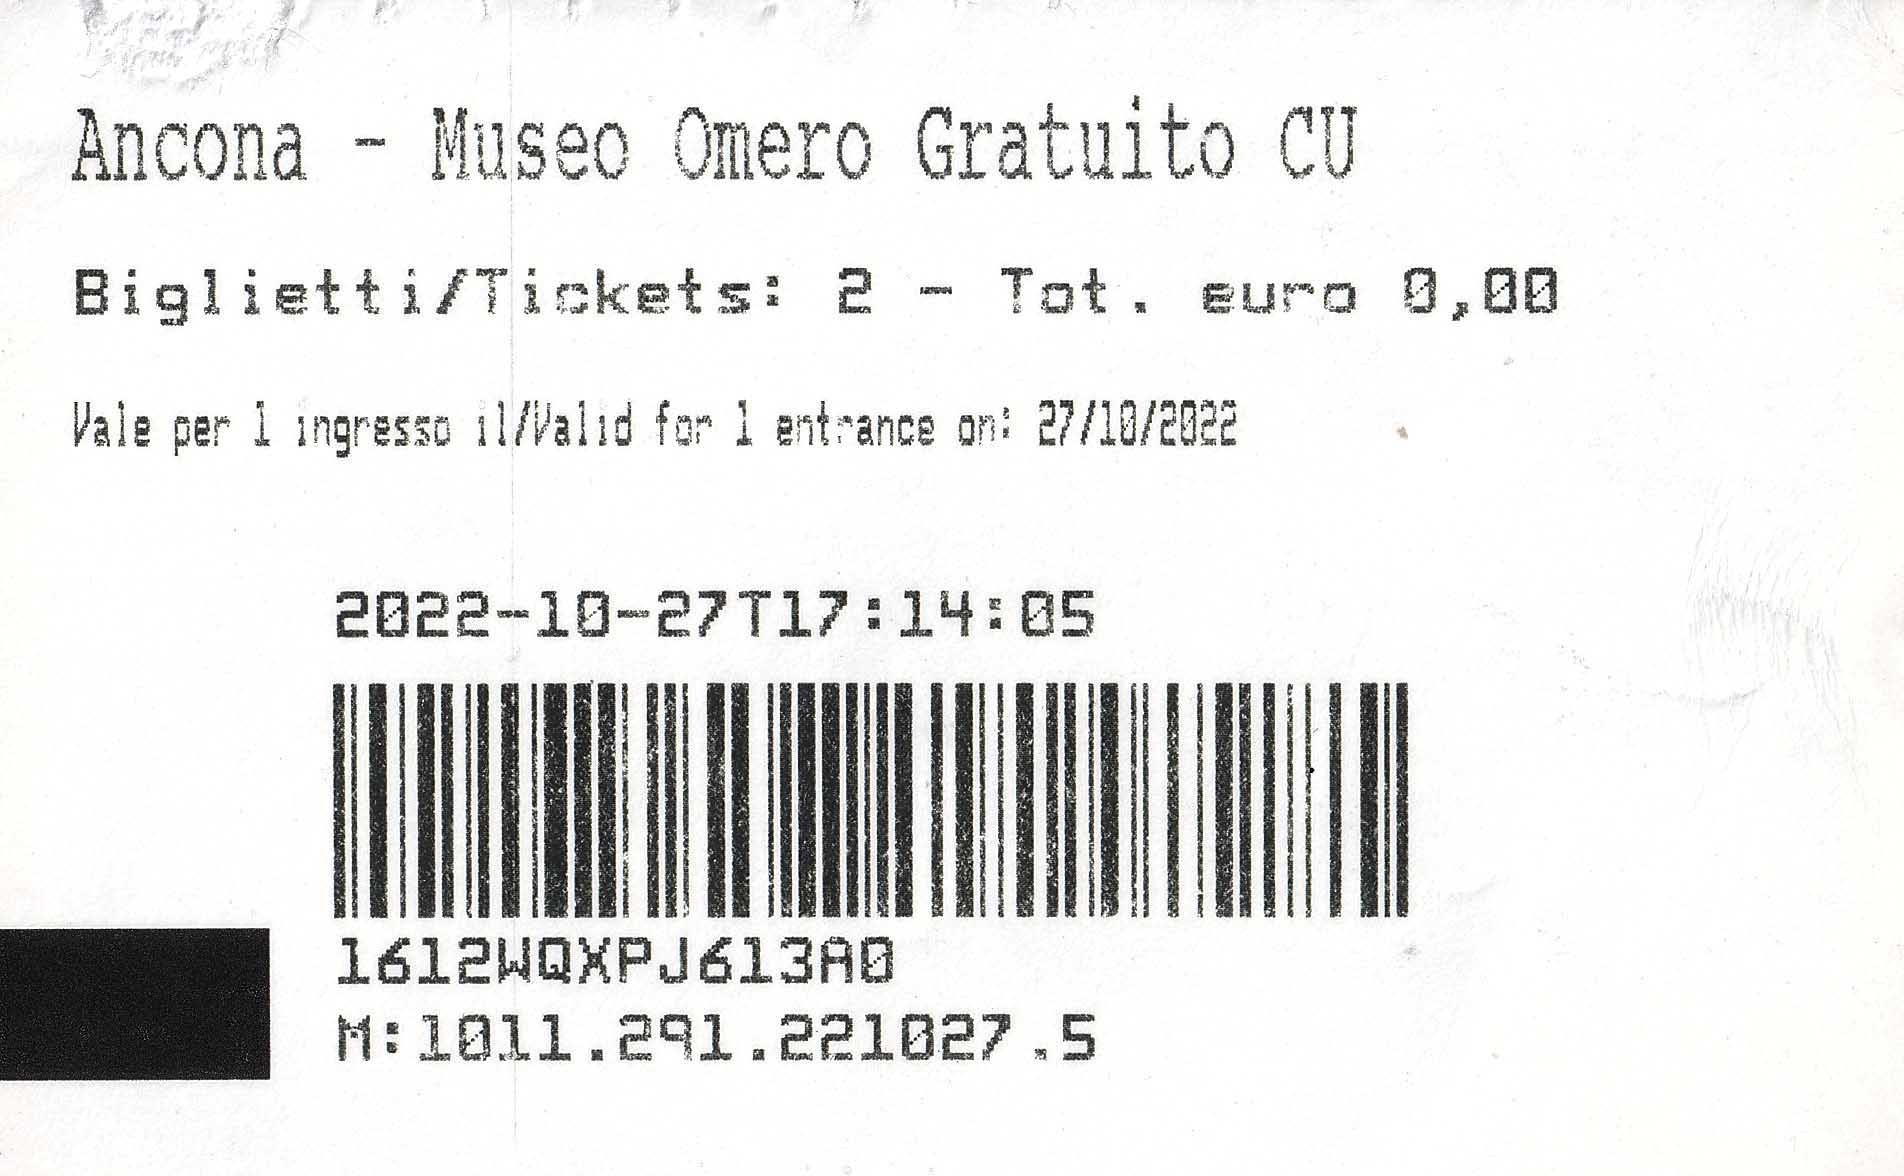 Ancona - Museo Omero Gratuito CU
Biglietti/Tickets: 2 - Tot. euro 0,00
Vale per 1 ingresso il/Valid for 1 entrance on: 27/10/2022
2022-10-27T17:14:05
1612WQXPJ613A0
M:1011.291.221027.5